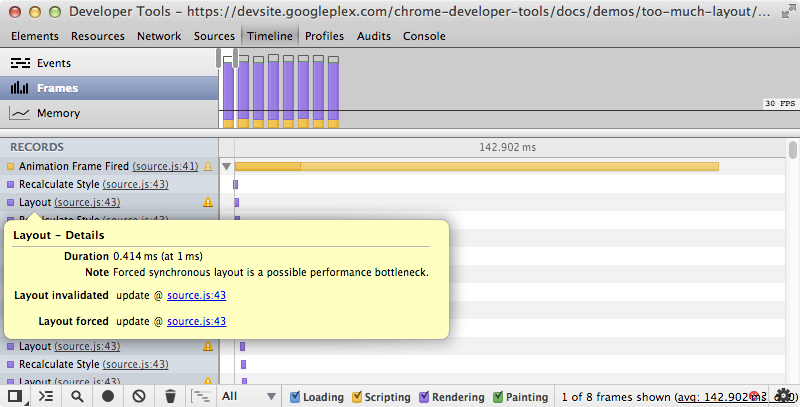 Developer Tools - https://devsite.googleplex.com/chrome-developer-tools/docs/demos/too-much-layout/...
Elements Resources Network Sources Timeline Profiles Audits Console
Events
Frames
Memory
30 FPS
RECORDS 142.902 ms
Animation Frame Fired (source.js:41)
Recalculate Style (source.js:43)
Layout (source.js:43)
Recalculate Style (source.js:43)
Layout - Details
Duration 0.414 ms (at 1 ms)
Note Forced synchronous layout is a possible performance bottleneck.
Layout invalidated update @ source.js:43
Layout forced update @ source.js:43
Layout (source.js:43)
Recalculate Style (source.js:43)
Layout (source.js:43)
All Loading Scripting Rendering Painting 1 of 8 frames shown (avg: 142.902 ms,